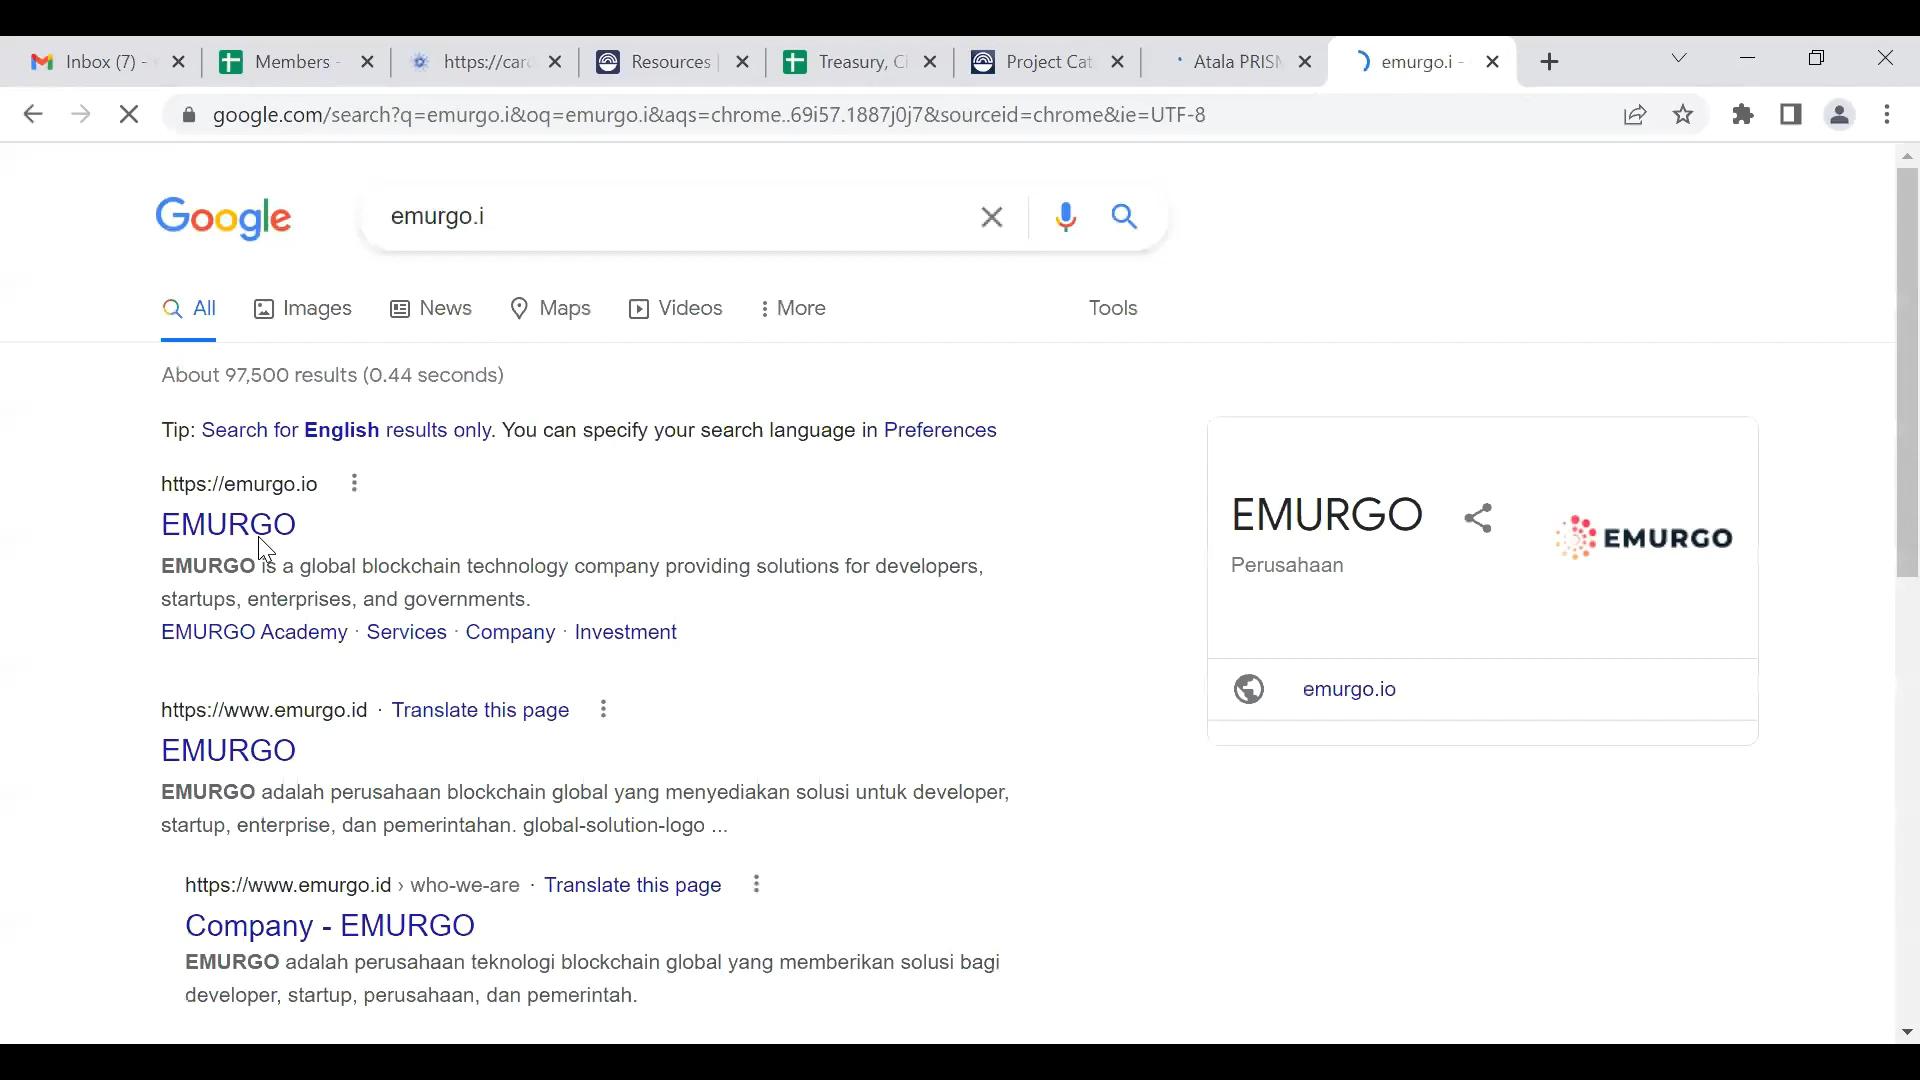 Inbox (7) -
Members -
https://card
Resources |
Treasury, Ci
Project Cat
Atala PRISM
emurgo.i -
google.com/search?q=emurgo.i&oq=emurgo.i&aqs=chrome..69i57.1887j0j7&sourceid=chrome&ie=UTF-8
Google
emurgo.i
All
Images
News
Maps
Videos
More
Tools
About 97,500 results (0.44 seconds)
Tip: Search for English results only. You can specify your search language in Preferences
https://emurgo.io
EMURGO
EMURGO is a global blockchain technology company providing solutions for developers,
startups, enterprises, and governments.
EMURGO Academy · Services · Company · Investment
https://www.emurgo.id · Translate this page
EMURGO
EMURGO adalah perusahaan blockchain global yang menyediakan solusi untuk developer,
startup, enterprise, dan pemerintahan. global-solution-logo ...
https://www.emurgo.id › who-we-are · Translate this page
Company - EMURGO
EMURGO adalah perusahaan teknologi blockchain global yang memberikan solusi bagi
developer, startup, perusahaan, dan pemerintah.
EMURGO
Perusahaan
EMURGO
emurgo.io